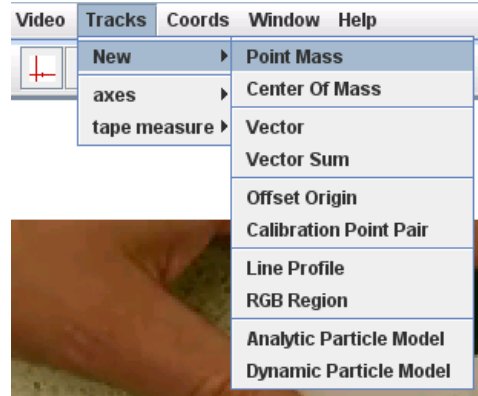 Video Tracks Coords Window Help
New
axes
tape measure
Point Mass
Center Of Mass
Vector
Vector Sum
Offset Origin
Calibration Point Pair
Line Profile
RGB Region
Analytic Particle Model
Dynamic Particle Model